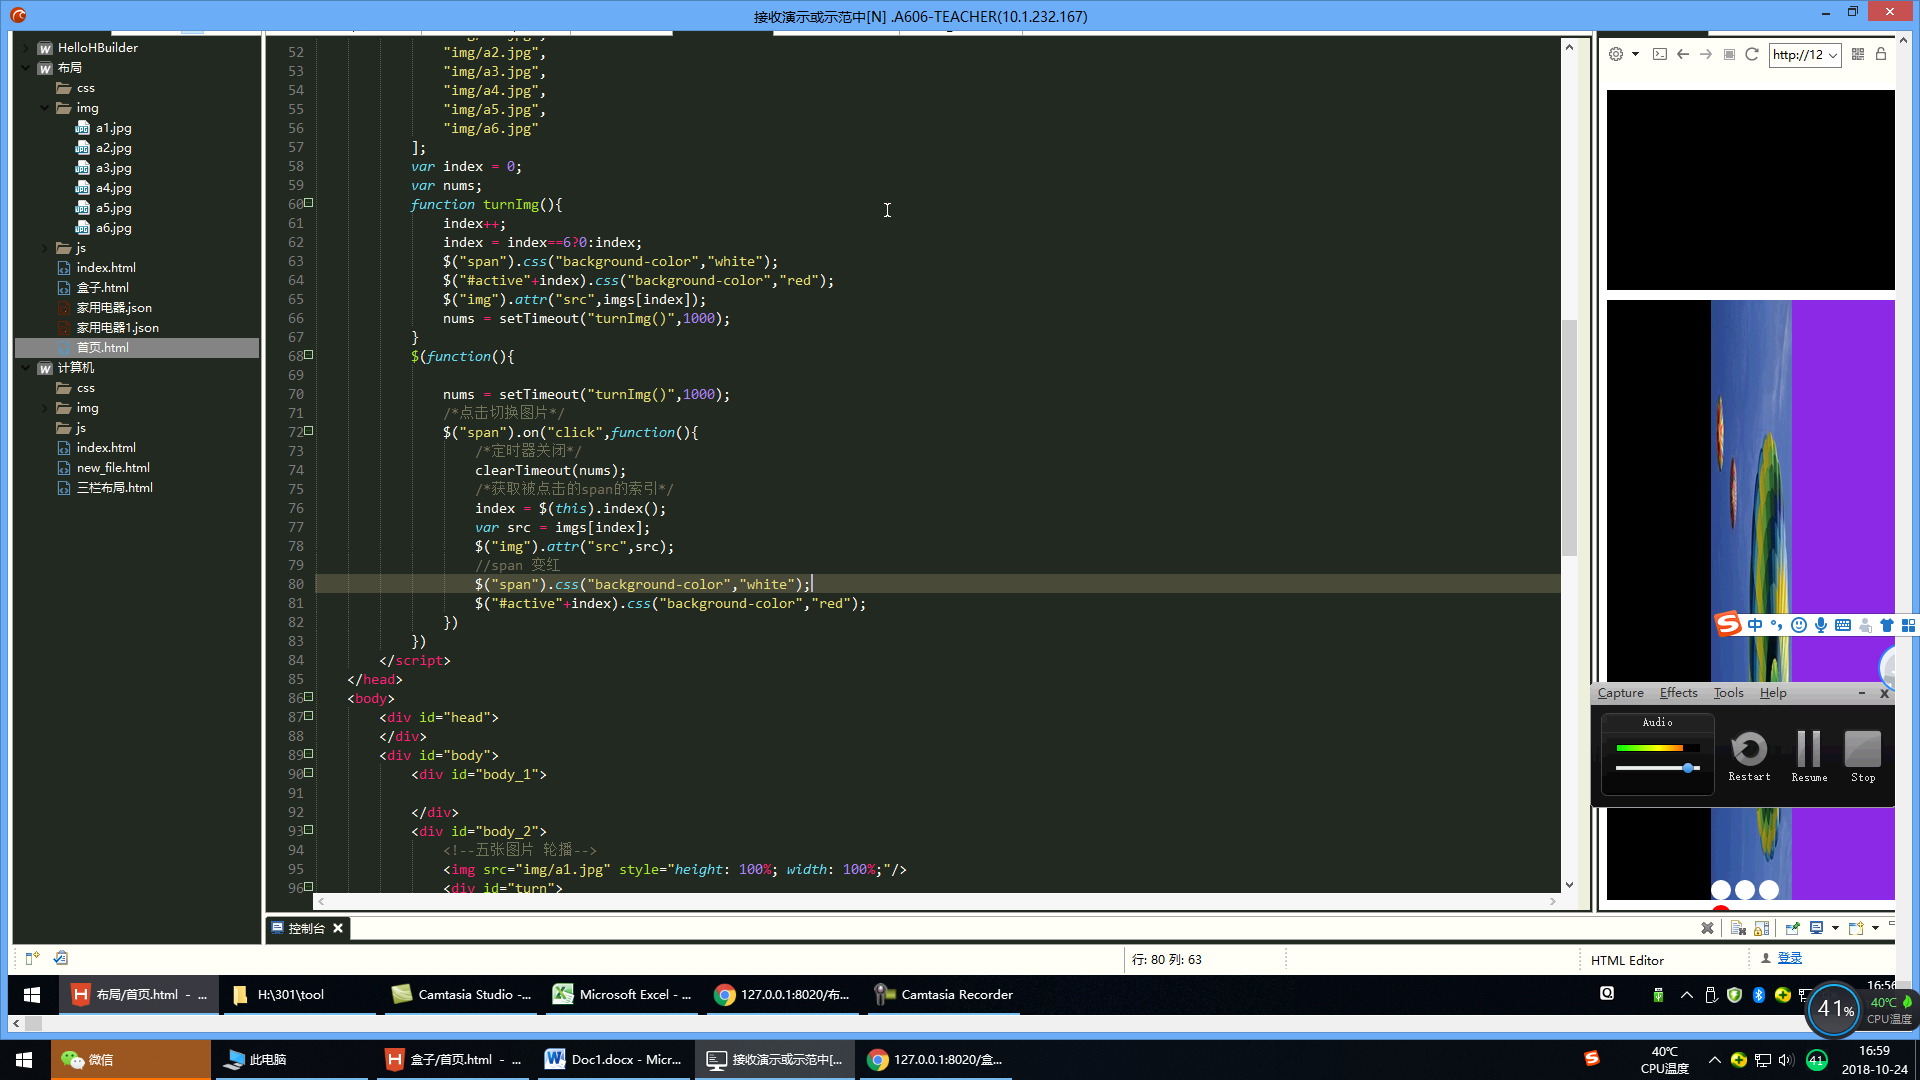 接收演示或示范中[N] .A606-TEACHER(10.1.232.167)
HelloHBuilder
布局
css
img
a1.jpg
a2.jpg
a3.jpg
a4.jpg
a5.jpg
a6.jpg
js
index.html
盒子.html
家用电器.json
家用电器1.json
首页.html
计算机
css
img
js
index.html
new_file.html
三栏布局.html
52 "img/a2.jpg",
53 "img/a3.jpg",
54 "img/a4.jpg",
55 "img/a5.jpg",
56 "img/a6.jpg"
57 ];
58 var index = 0;
59 var nums;
60 function turnImg(){
61 index++;
62 index = index==6?0:index;
63 $("span").css("background-color","white");
64 $("#active"+index).css("background-color","red");
65 $("img").attr("src",imgs[index]);
66 nums = setTimeout("turnImg()",1000);
67 }
68 $(function(){
69
70 nums = setTimeout("turnImg()",1000);
71 /*点击切换图片*/
72 $("span").on("click",function(){
73 /*定时器关闭*/
74 clearTimeout(nums);
75 /*获取被点击的span的索引*/
76 index = $(this).index();
77 var src = imgs[index];
78 $("img").attr("src",src);
79 //span 变红
80 $("span").css("background-color","white");
81 $("#active"+index).css("background-color","red");
82 })
83 })
84 </script>
85 </head>
86 <body>
87 <div id="head">
88 </div>
89 <div id="body">
90 <div id="body_1">
91
92 </div>
93 <div id="body_2">
94 <!--五张图片 轮播-->
95 <img src="img/a1.jpg" style="height: 100%; width: 100%;"/>
96 <div id="turn">
http://12
中
Capture Effects Tools Help
Audio
Restart Resume Stop
控制台
行: 80 列: 63
HTML Editor
登录
布局/首页.html - ...
H:\301\tool
Camtasia Studio -...
Microsoft Excel - ...
127.0.0.1:8020/布...
Camtasia Recorder
16:56
41%
40℃
CPU温度
微信
此电脑
盒子/首页.html - ...
Doc1.docx - Micr...
接收演示或示范中[...
127.0.0.1:8020/盒...
40℃
CPU温度
41
16:59
2018-10-24